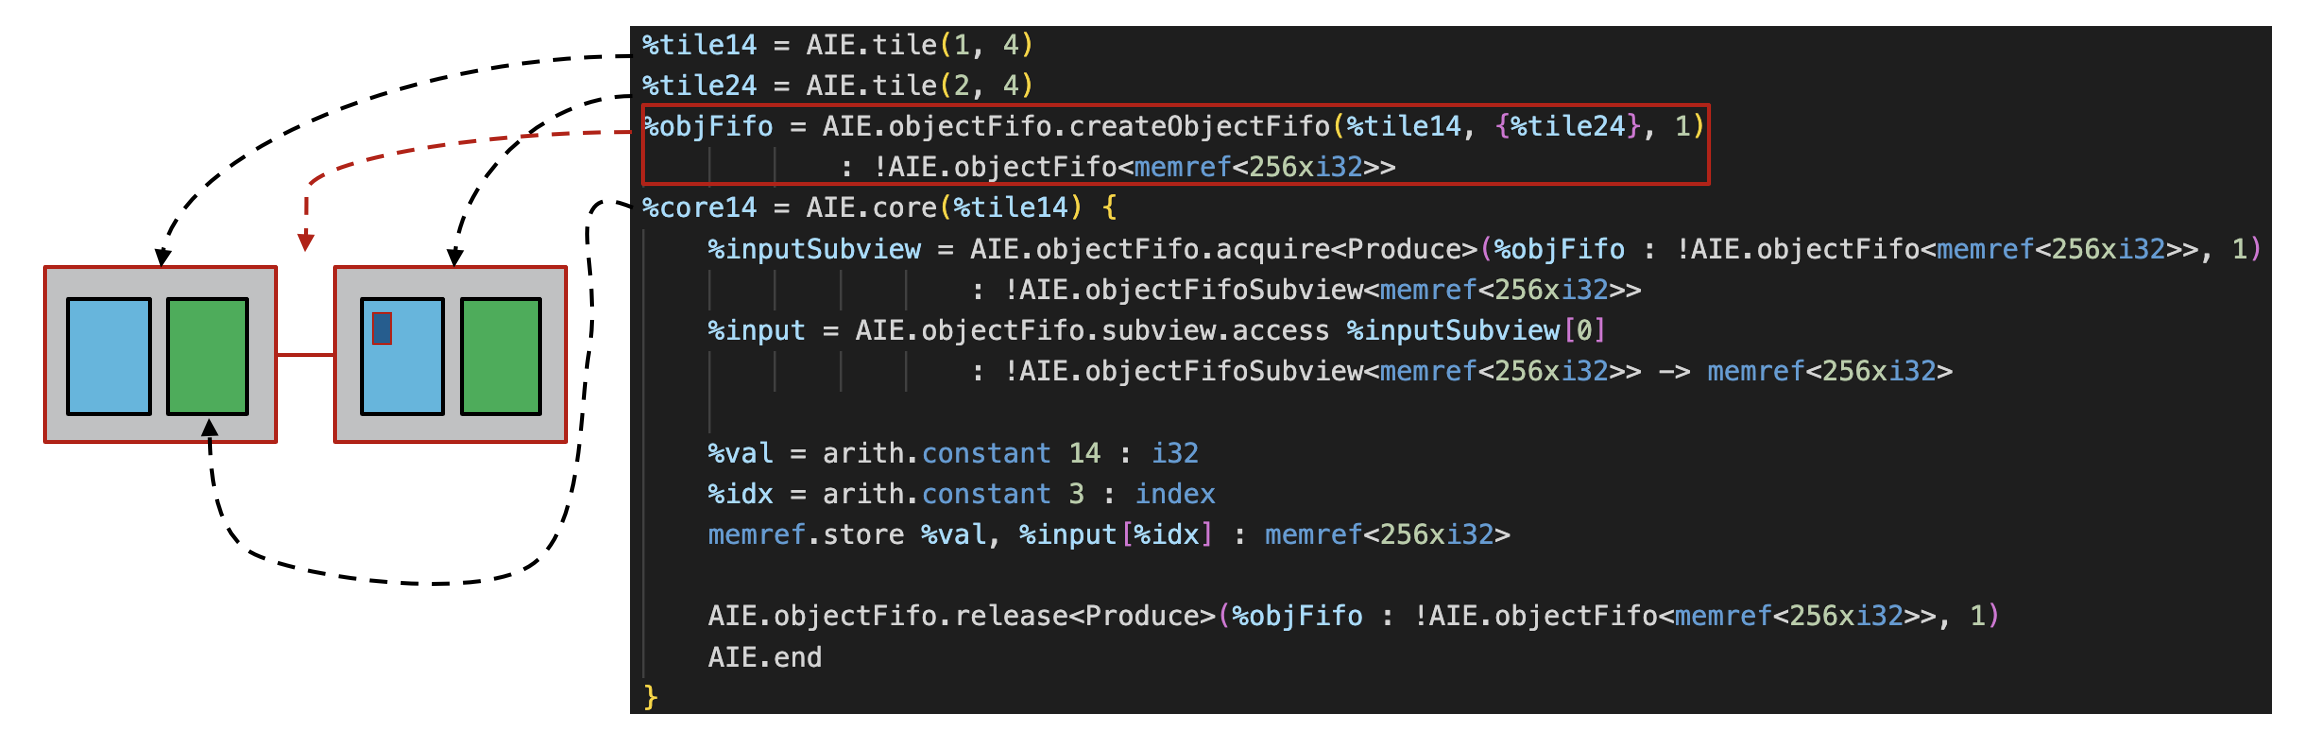 %tile14 = AIE.tile(1, 4)
%tile24 = AIE.tile(2, 4)
%objFifo = AIE.objectFifo.createObjectFifo(%tile14, {%tile24}, 1)
: !AIE.objectFifo<memref<256xi32>>
%core14 = AIE.core(%tile14) {
%inputSubview = AIE.objectFifo.acquire<Produce>(%objFifo : !AIE.objectFifo<memref<256xi32>>, 1)
: !AIE.objectFifoSubview<memref<256xi32>>
%input = AIE.objectFifo.subview.access %inputSubview[0]
: !AIE.objectFifoSubview<memref<256xi32>> -> memref<256xi32>
%val = arith.constant 14 : i32
%idx = arith.constant 3 : index
memref.store %val, %input[%idx] : memref<256xi32>
AIE.objectFifo.release<Produce>(%objFifo : !AIE.objectFifo<memref<256xi32>>, 1)
AIE.end
}